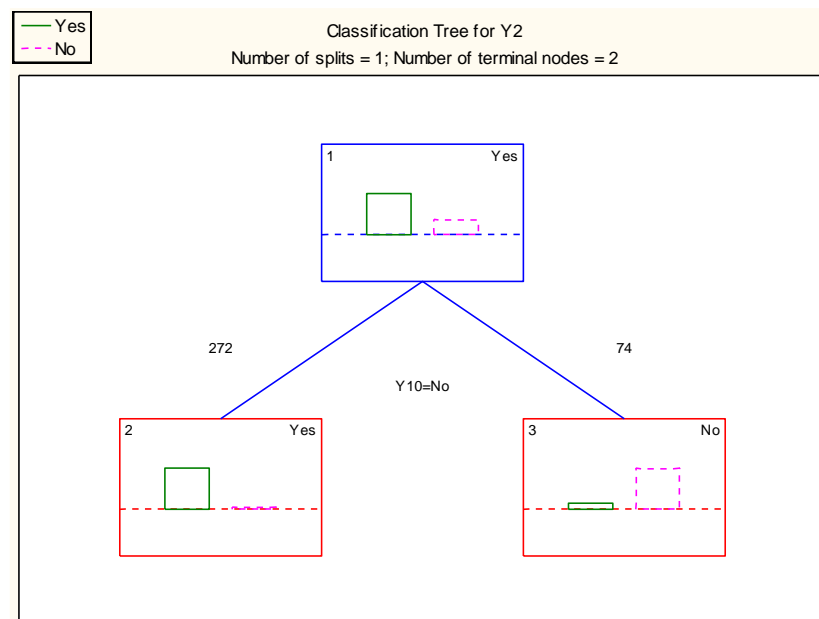 Yes
No
Classification Tree for Y2
Number of splits = 1; Number of terminal nodes = 2
1 Yes
272
74
Y10=No
2 Yes
3 No